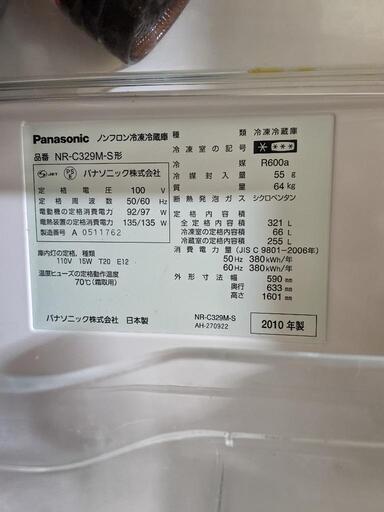 Panasonic ノンフロン冷凍冷蔵庫
品番 NR-C329M-S形
JET PSE パナソニック株式会社
定格電圧 100 V
定格周波数 50/60 Hz
電動機の定格消費電力 92/97 W
電熱装置の定格消費電力 135/135 W
製造番号 A 0511762
庫内灯の定格，種類
110V 15W T20 E12
温度ヒューズの定格動作温度
70℃(霜取用)
パナソニック株式会社 日本製
種類 冷凍冷蔵庫
冷凍室の記号 * ***
冷媒 R600a
冷媒封入量 55 g
質量 64 kg
断熱発泡ガス シクロペンタン
定格内容積
全定格内容積 321 L
冷凍室の定格内容積 66 L
冷蔵室の定格内容積 255 L
消費電力量(JIS C 9801-2006年)
50 Hz 380 kWh/年
60 Hz 380 kWh/年
外形寸法 幅 590 mm
奥行 633 mm
高さ 1601 mm
NR-C329M-S
AH-270922
2010 年製